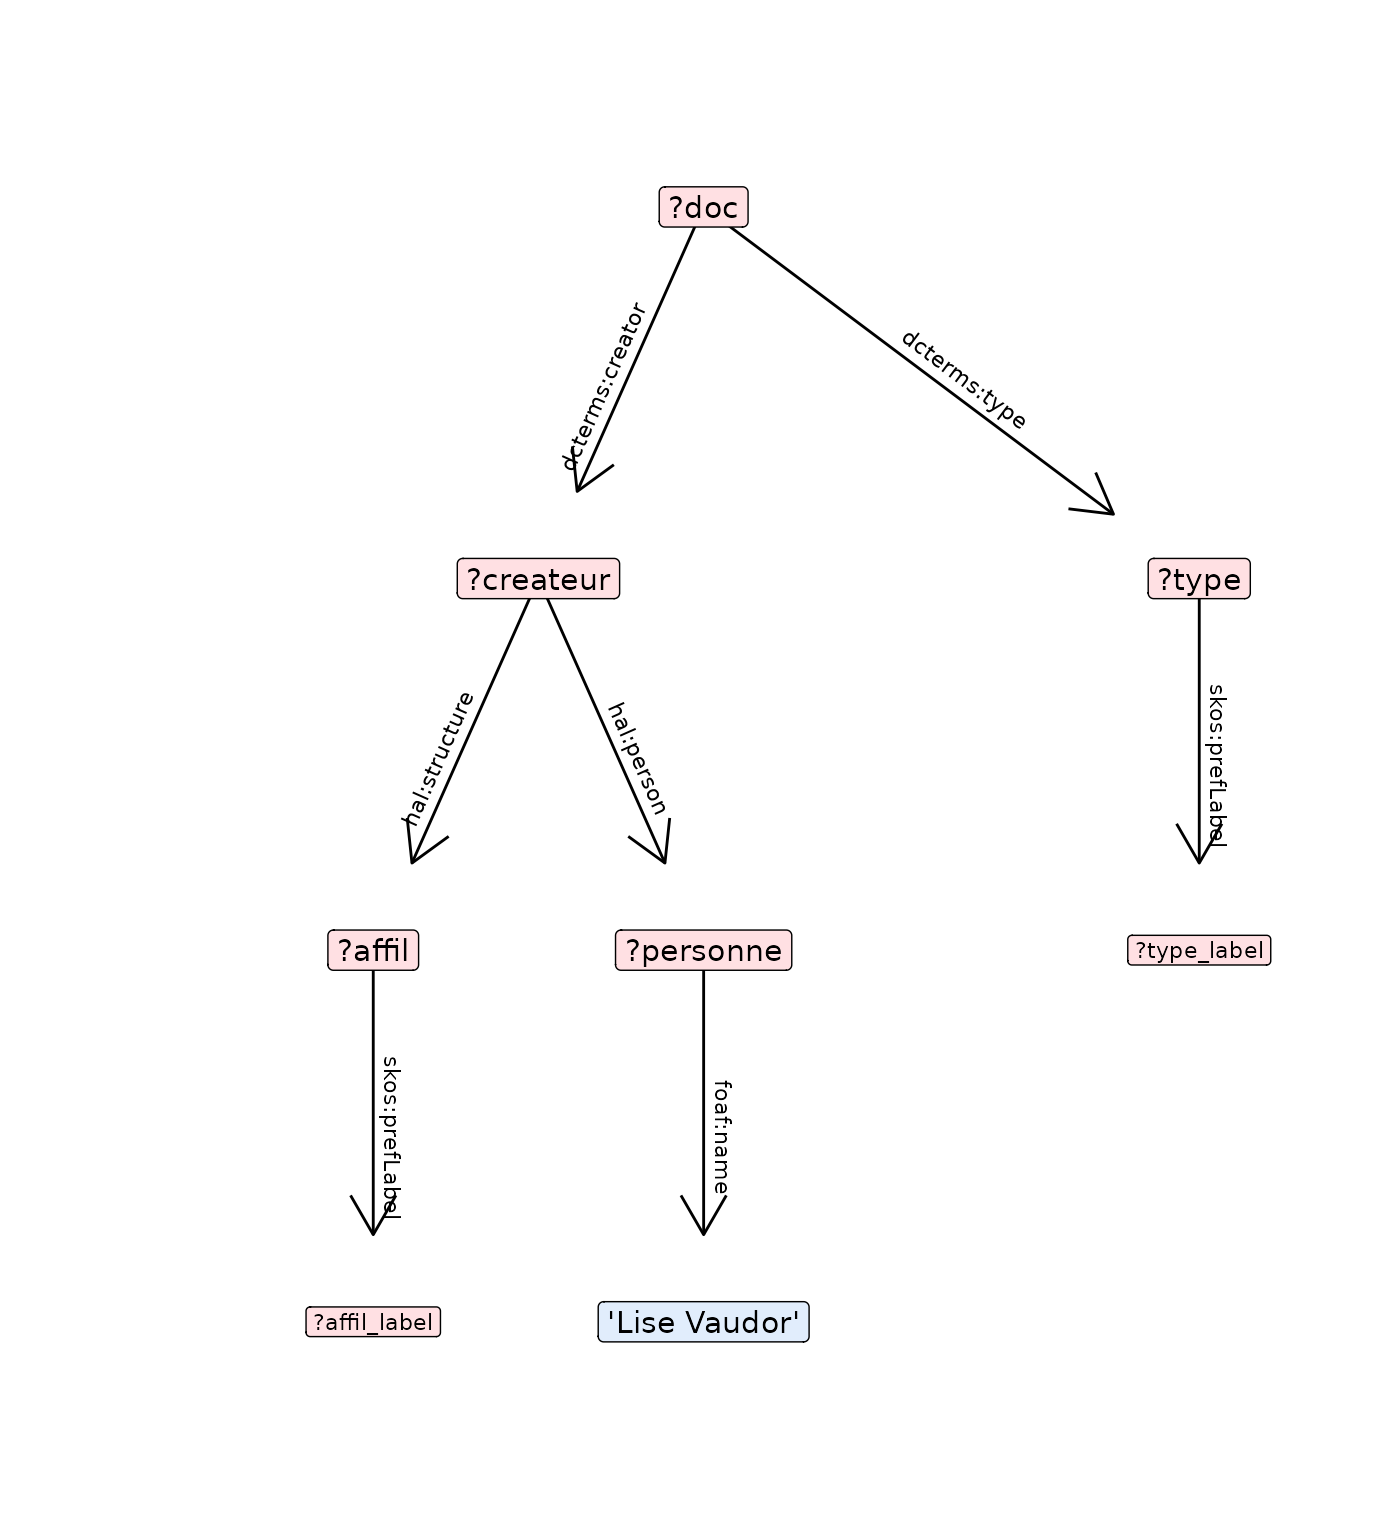 ?doc
dcterms:creator
dcterms:type
?createur
?type
hal:structure
hal:person
skos:prefLabel
?affil
?personne
?type_label
skos:prefLabel
foaf:name
?affil_label
'Lise Vaudor'